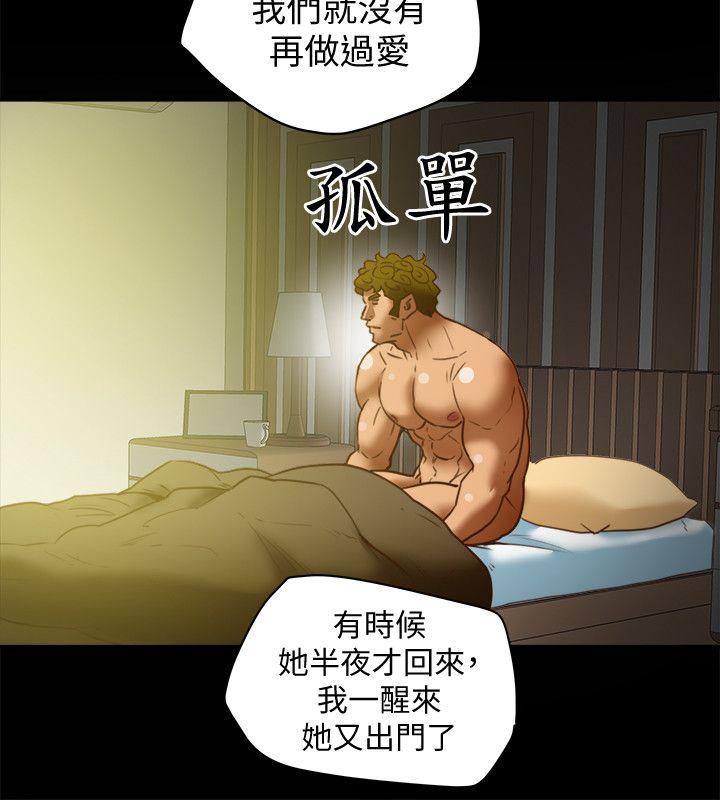 我們就沒有
再做過愛
孤單
有時候
她半夜才回來，
我一醒來
她又出門了